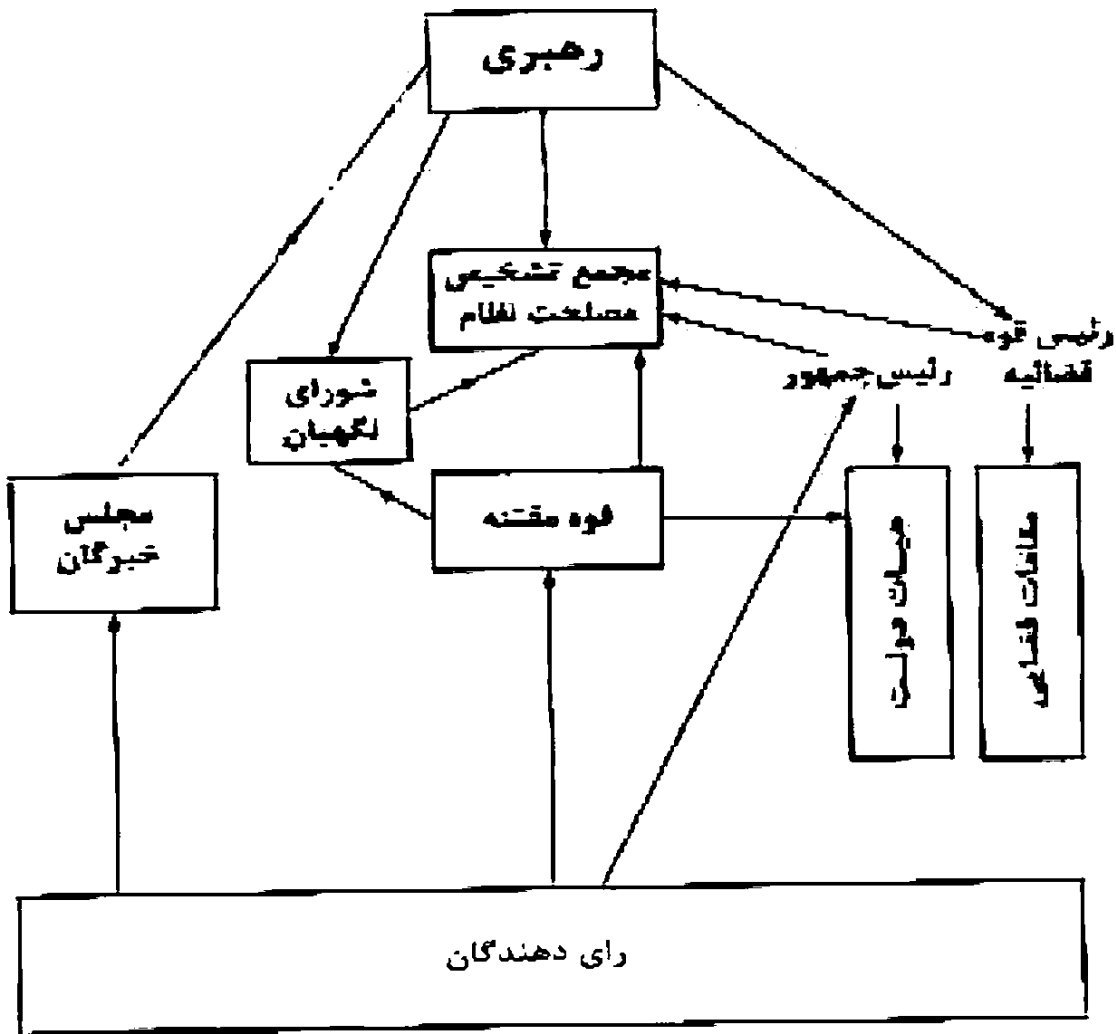 رهبری
مجمع تشخیص
مصلحت نظام
رئیس قوه
قضائیه
رئیس جمهور
شورای
نگهبان
قوه مقننه
مجلس
خبرگان
هیات دولت
مقامات قضایی
رای دهندگان